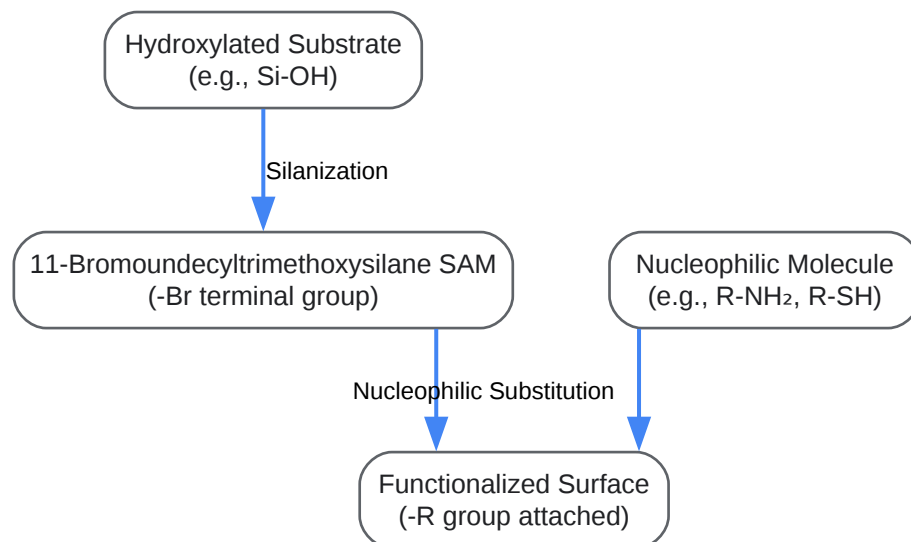 Hydroxylated Substrate
(e.g., Si-OH)
Silanization
11-Bromoundecyltrimethoxysilane SAM
(-Br terminal group)
Nucleophilic Molecule
(e.g., R-NH₂, R-SH)
Nucleophilic Substitution
Functionalized Surface
(-R group attached)